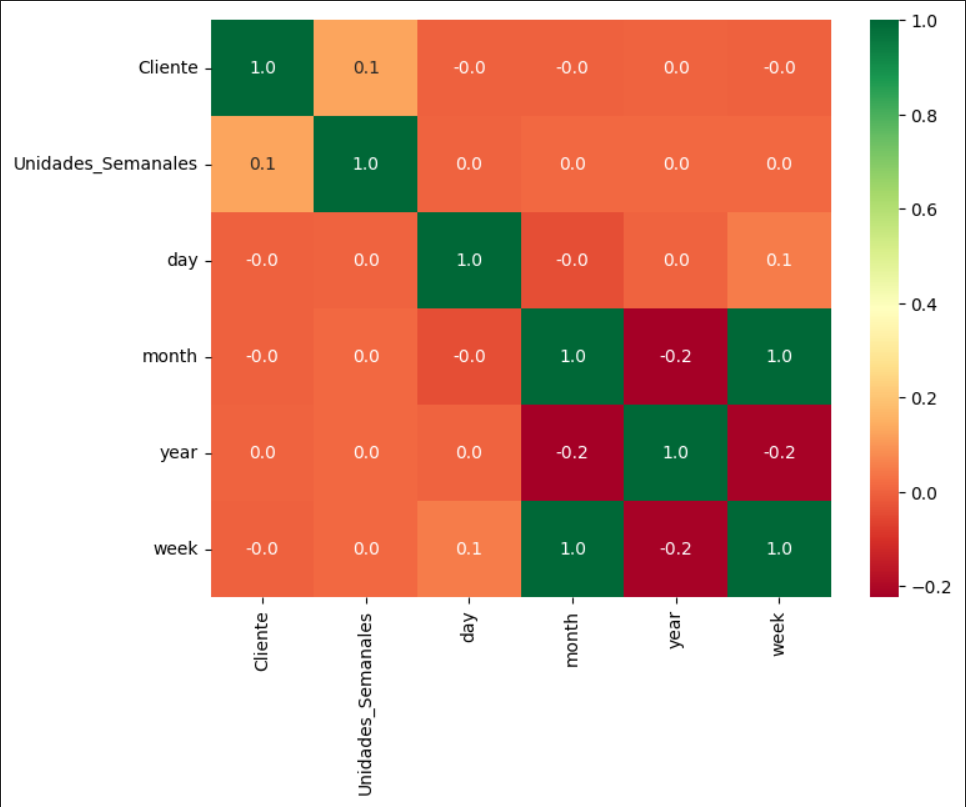 Cliente 1.0 0.1 -0.0 -0.0 0.0 -0.0
Unidades_Semanales 0.1 1.0 0.0 0.0 0.0 0.0
day -0.0 0.0 1.0 -0.0 0.0 0.1
month -0.0 0.0 -0.0 1.0 -0.2 1.0
year 0.0 0.0 0.0 -0.2 1.0 -0.2
week -0.0 0.0 0.1 1.0 -0.2 1.0
Cliente
Unidades_Semanales
day
month
year
week
1.0
0.8
0.6
0.4
0.2
0.0
−0.2